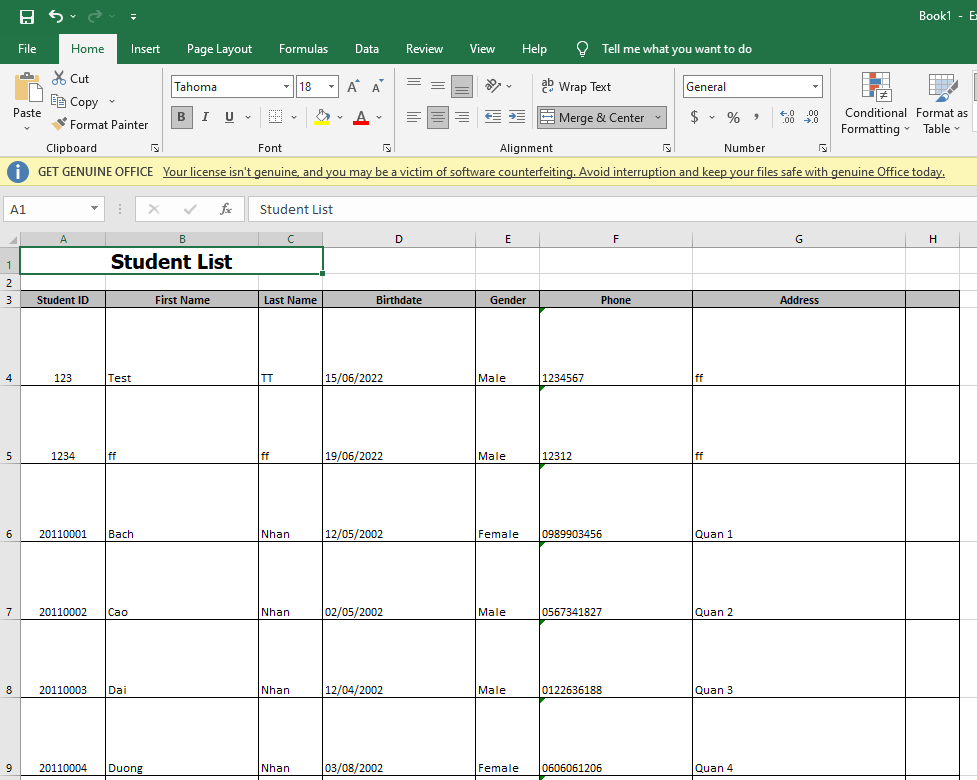 Book1 - Ex
File Home Insert Page Layout Formulas Data Review View Help Tell me what you want to do
Paste Cut Copy Format Painter
Clipboard
Tahoma 18 A A
B I U A
Font
ab Wrap Text
Merge & Center
Alignment
General
$ % ,
Number
Conditional Formatting
Format as Table
GET GENUINE OFFICE Your license isn't genuine, and you may be a victim of software counterfeiting. Avoid interruption and keep your files safe with genuine Office today.
A1 fx Student List
A B C D E F G H
1 Student List
2
3 Student ID First Name Last Name Birthdate Gender Phone Address
4 123 Test TT 15/06/2022 Male 1234567 ff
5 1234 ff ff 19/06/2022 Male 12312 ff
6 20110001 Bach Nhan 12/05/2002 Female 0989903456 Quan 1
7 20110002 Cao Nhan 02/05/2002 Male 0567341827 Quan 2
8 20110003 Dai Nhan 12/04/2002 Male 0122636188 Quan 3
9 20110004 Duong Nhan 03/08/2002 Female 0606061206 Quan 4